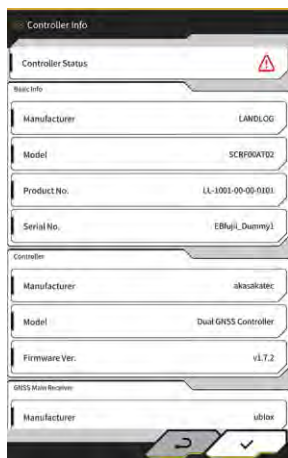 Controller Info
Controller Status
Basic Info
Manufacturer LANDLOG
Model SCRF00AT02
Product No. LL-1001-00-00-0101
Serial No. EBfujii_Dummy1
Controller
Manufacturer akasakatec
Model Dual GNSS Controller
Firmware Ver. v1.7.2
GNSS Main Receiver
Manufacturer ublox